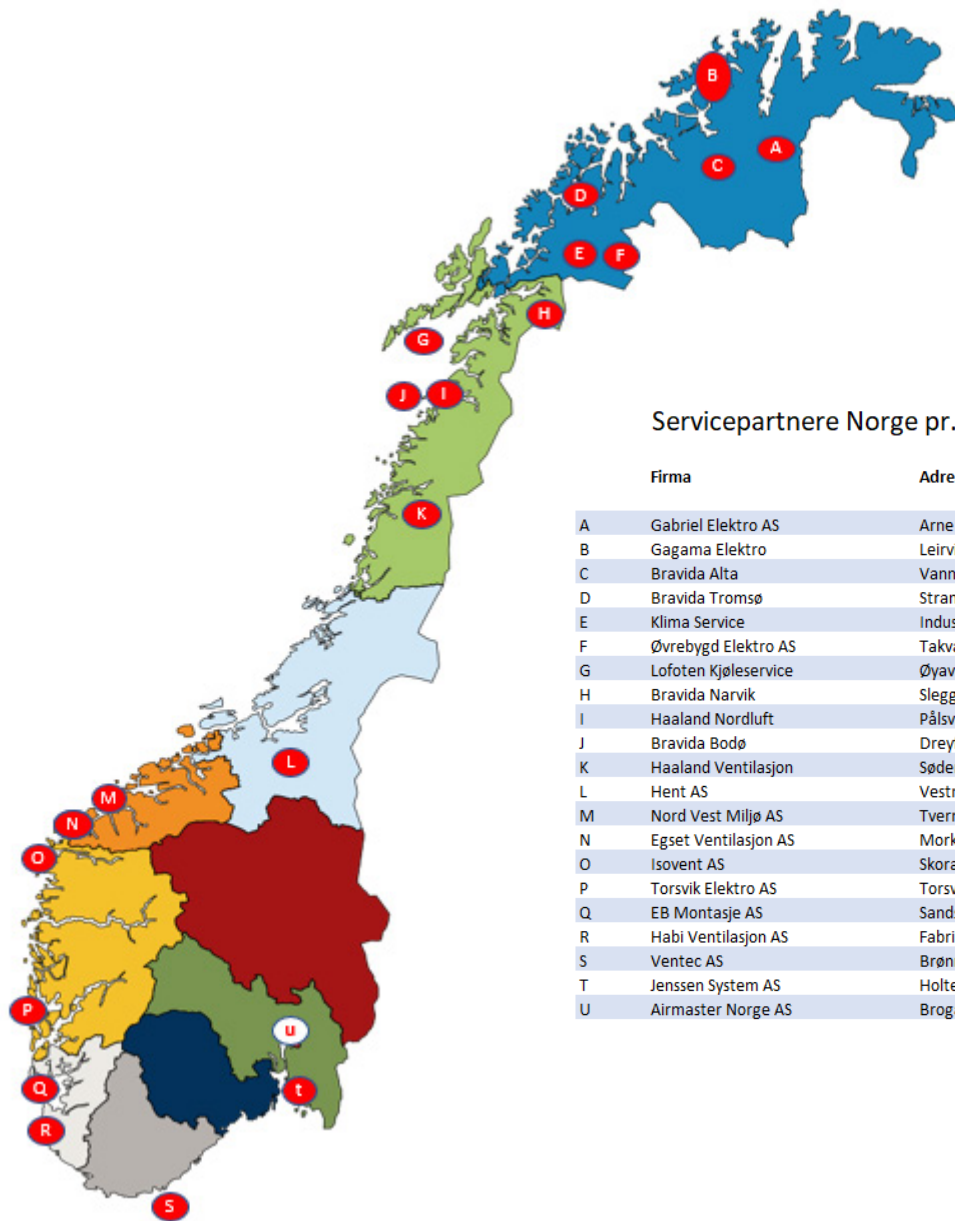 B
A
C
D
E F
H
G
J I
K
L
M
N
O
P
u
Q
t
R
S
Servicepartnere Norge pr.
Firma Adre
A Gabriel Elektro AS Arne
B Gagama Elektro Leirv
C Bravida Alta Vann
D Bravida Tromsø Stran
E Klima Service Indus
F Øvrebygd Elektro AS Takva
G Lofoten Kjøleservice Øyav
H Bravida Narvik Slegg
I Haaland Nordluft Pålsv
J Bravida Bodø Drey
K Haaland Ventilasjon Søde
L Hent AS Vestr
M Nord Vest Miljø AS Tverr
N Egset Ventilasjon AS Mork
O Isovent AS Skora
P Torsvik Elektro AS Torsv
Q EB Montasje AS Sands
R Habi Ventilasjon AS Fabri
S Ventec AS Brøn
T Jenssen System AS Holte
U Airmaster Norge AS Brog